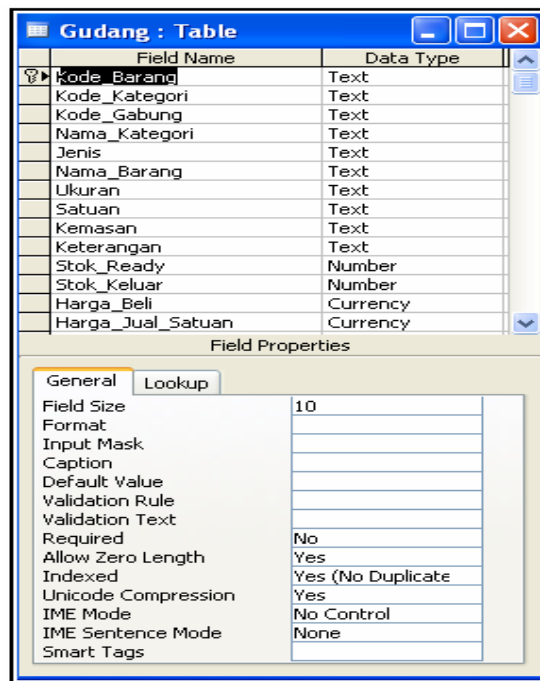 Gudang : Table
Field Name Data Type
Kode_Barang Text
Kode_Kategori Text
Kode_Gabung Text
Nama_Kategori Text
Jenis Text
Nama_Barang Text
Ukuran Text
Satuan Text
Kemasan Text
Keterangan Text
Stok_Ready Number
Stok_Keluar Number
Harga_Beli Currency
Harga_Jual_Satuan Currency
Field Properties
General Lookup
Field Size 10
Format
Input Mask
Caption
Default Value
Validation Rule
Validation Text
Required No
Allow Zero Length Yes
Indexed Yes (No Duplicate
Unicode Compression Yes
IME Mode No Control
IME Sentence Mode None
Smart Tags